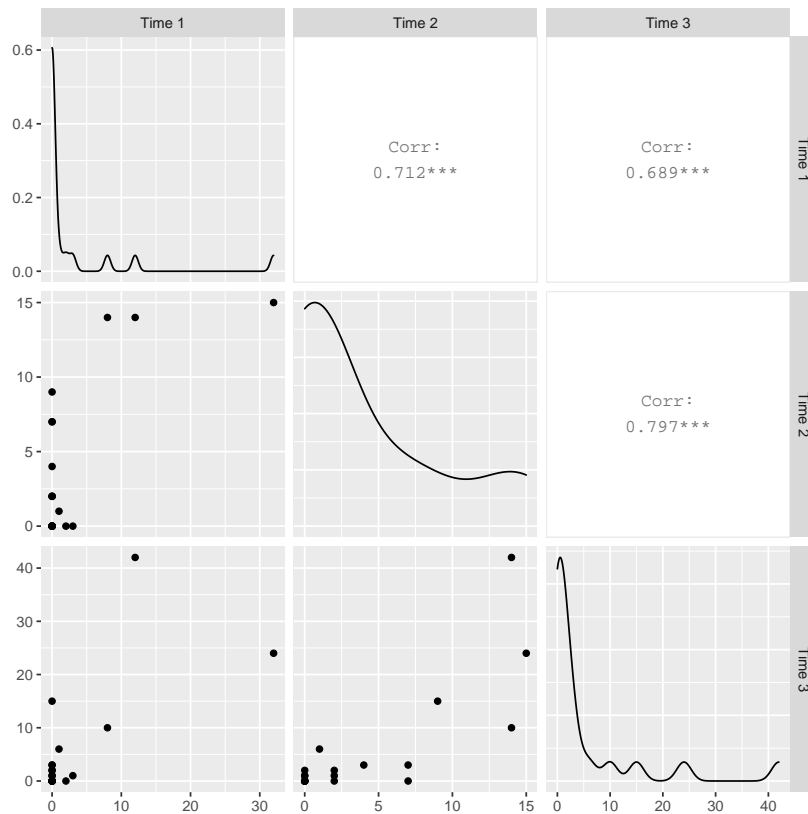 Time 1
Time 2
Time 3
0.6
0.4
0.2
0.0
Corr:
0.712***
Corr:
0.689***
Time 1
15
10
5
0
Corr:
0.797***
Time 2
40
30
20
10
0
Time 3
0 10 20 30
0 5 10 15
0 10 20 30 40